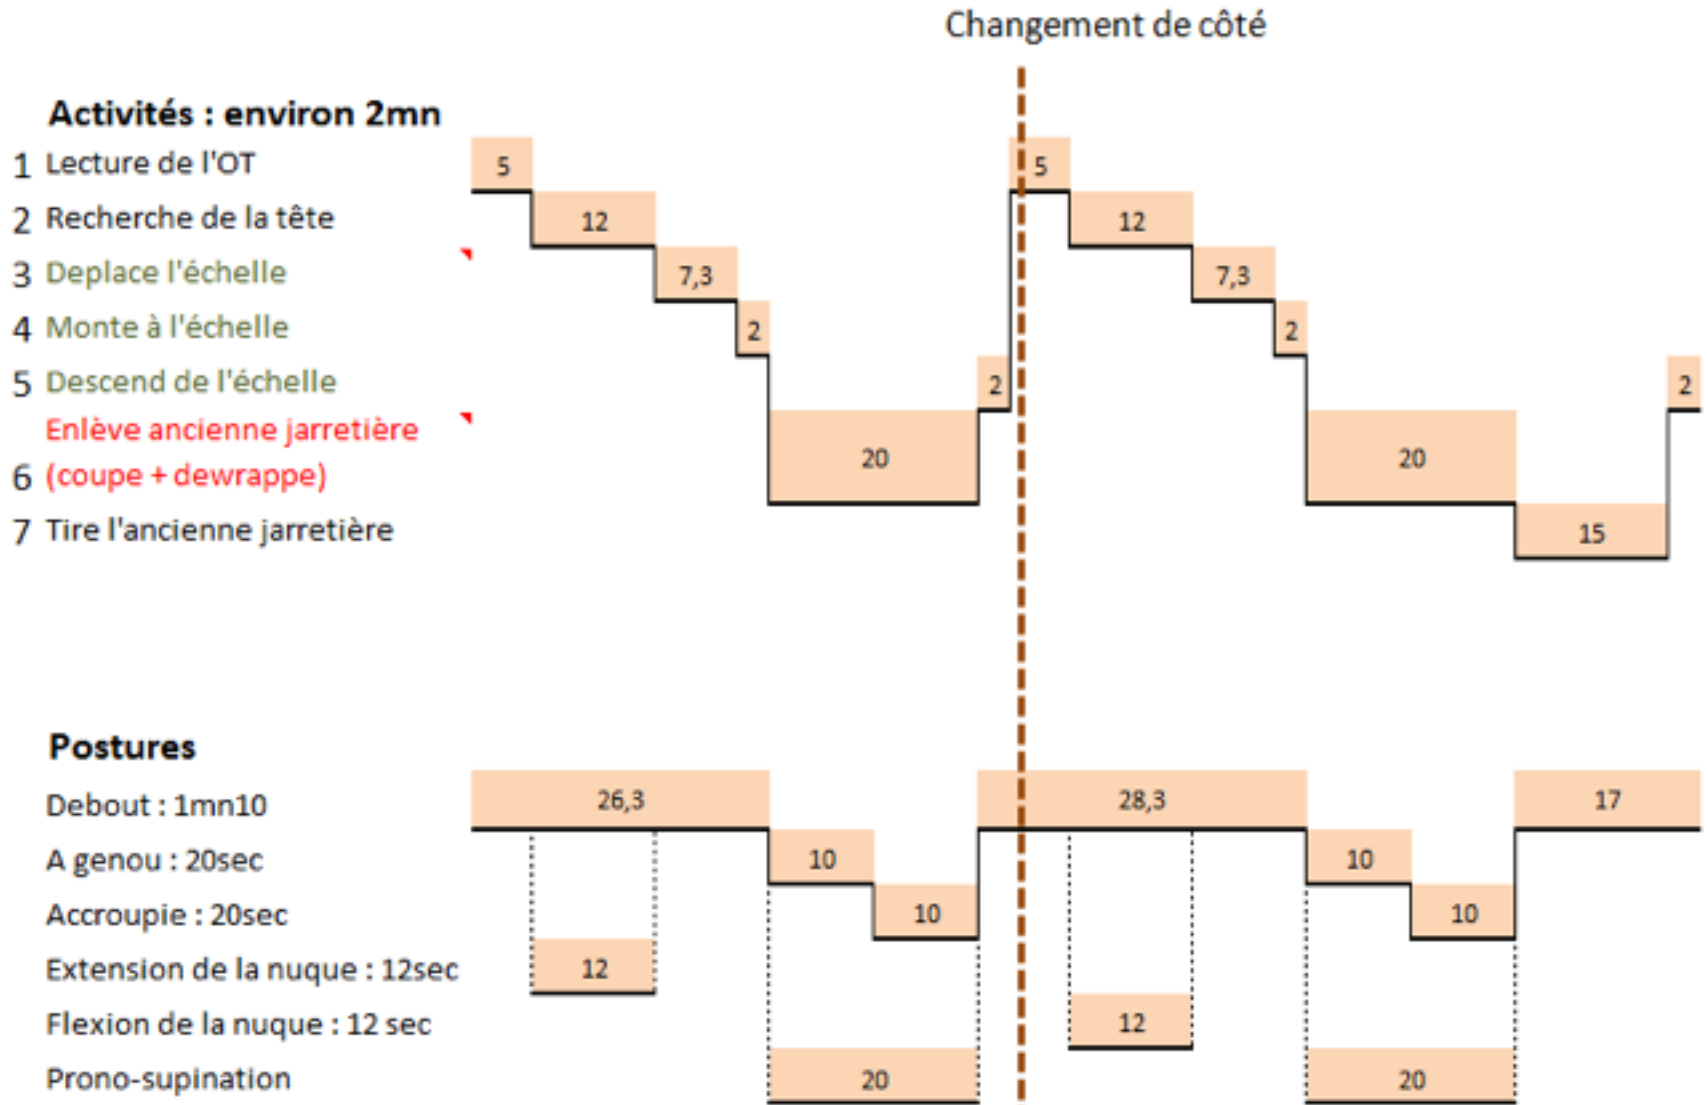 Changement de côté
Activités : environ 2mn
1 Lecture de l'OT 5 5
2 Recherche de la tête 12 12
3 Deplace l'échelle 7,3 7,3
4 Monte à l'échelle 2 2
5 Descend de l'échelle 2 2
Enlève ancienne jarretière
6 (coupe + dewrappe) 20 20
7 Tire l'ancienne jarretière 15
Postures
Debout : 1mn10 26,3 28,3 17
A genou : 20sec 10 10
Accroupie : 20sec 10 10
Extension de la nuque : 12sec 12
Flexion de la nuque : 12 sec 12
Prono-supination 20 20